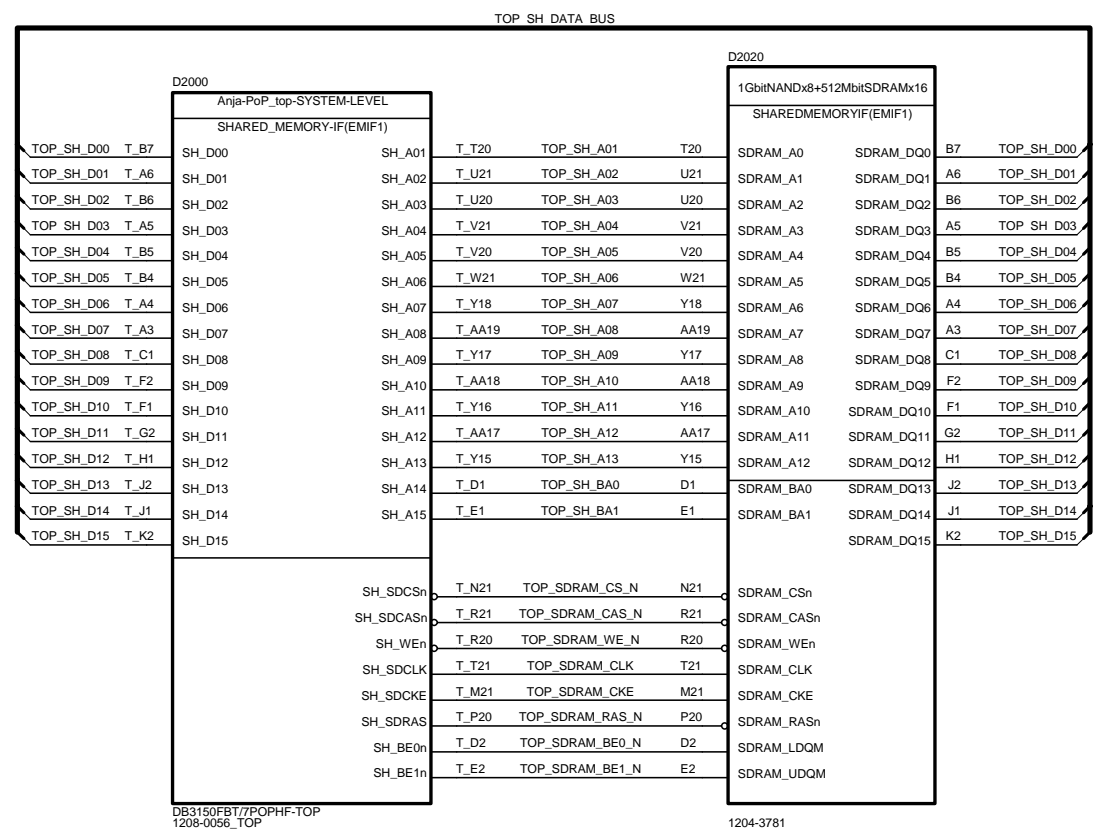 TOP SH DATA BUS
D2020
D2000
1GbitNANDx8+512MbitSDRAMx16
Anja-PoP_top-SYSTEM-LEVEL
SHAREDMEMORYIF(EMIF1)
SHARED_MEMORY-IF(EMIF1)
TOP_SH_D00 T_B7 SH_D00 SH_A01 T_T20 TOP_SH_A01 T20 SDRAM_A0 SDRAM_DQ0 B7 TOP_SH_D00
TOP_SH_D01 T_A6 SH_D01 SH_A02 T_U21 TOP_SH_A02 U21 SDRAM_A1 SDRAM_DQ1 A6 TOP_SH_D01
TOP_SH_D02 T_B6 SH_D02 SH_A03 T_U20 TOP_SH_A03 U20 SDRAM_A2 SDRAM_DQ2 B6 TOP_SH_D02
TOP SH D03 T_A5 SH_D03 SH_A04 T_V21 TOP_SH_A04 V21 SDRAM_A3 SDRAM_DQ3 A5 TOP SH D03
TOP_SH_D04 T_B5 SH_D04 SH_A05 T_V20 TOP_SH_A05 V20 SDRAM_A4 SDRAM_DQ4 B5 TOP_SH_D04
TOP_SH_D05 T_B4 SH_D05 SH_A06 T_W21 TOP_SH_A06 W21 SDRAM_A5 SDRAM_DQ5 B4 TOP_SH_D05
TOP_SH_D06 T_A4 SH_D06 SH_A07 T_Y18 TOP_SH_A07 Y18 SDRAM_A6 SDRAM_DQ6 A4 TOP_SH_D06
TOP_SH_D07 T_A3 SH_D07 SH_A08 T_AA19 TOP_SH_A08 AA19 SDRAM_A7 SDRAM_DQ7 A3 TOP_SH_D07
TOP_SH_D08 T_C1 SH_D08 SH_A09 T_Y17 TOP_SH_A09 Y17 SDRAM_A8 SDRAM_DQ8 C1 TOP_SH_D08
TOP_SH_D09 T_F2 SH_D09 SH_A10 T_AA18 TOP_SH_A10 AA18 SDRAM_A9 SDRAM_DQ9 F2 TOP_SH_D09
TOP_SH_D10 T_F1 SH_D10 SH_A11 T_Y16 TOP_SH_A11 Y16 SDRAM_A10 SDRAM_DQ10 F1 TOP_SH_D10
TOP_SH_D11 T_G2 SH_D11 SH_A12 T_AA17 TOP_SH_A12 AA17 SDRAM_A11 SDRAM_DQ11 G2 TOP_SH_D11
TOP_SH_D12 T_H1 SH_D12 SH_A13 T_Y15 TOP_SH_A13 Y15 SDRAM_A12 SDRAM_DQ12 H1 TOP_SH_D12
TOP_SH_D13 T_J2 SH_D13 SH_A14 T_D1 TOP_SH_BA0 D1 SDRAM_BA0 SDRAM_DQ13 J2 TOP_SH_D13
TOP_SH_D14 T_J1 SH_D14 SH_A15 T_E1 TOP_SH_BA1 E1 SDRAM_BA1 SDRAM_DQ14 J1 TOP_SH_D14
TOP_SH_D15 T_K2 SH_D15 SDRAM_DQ15 K2 TOP_SH_D15
SH_SDCSn T_N21 TOP_SDRAM_CS_N N21 SDRAM_CSn
SH_SDCASn T_R21 TOP_SDRAM_CAS_N R21 SDRAM_CASn
SH_WEn T_R20 TOP_SDRAM_WE_N R20 SDRAM_WEn
SH_SDCLK T_T21 TOP_SDRAM_CLK T21 SDRAM_CLK
SH_SDCKE T_M21 TOP_SDRAM_CKE M21 SDRAM_CKE
SH_SDRAS T_P20 TOP_SDRAM_RAS_N P20 SDRAM_RASn
SH_BE0n T_D2 TOP_SDRAM_BE0_N D2 SDRAM_LDQM
SH_BE1n T_E2 TOP_SDRAM_BE1_N E2 SDRAM_UDQM
DB3150FBT/7POPHF-TOP
1208-0056_TOP 1204-3781